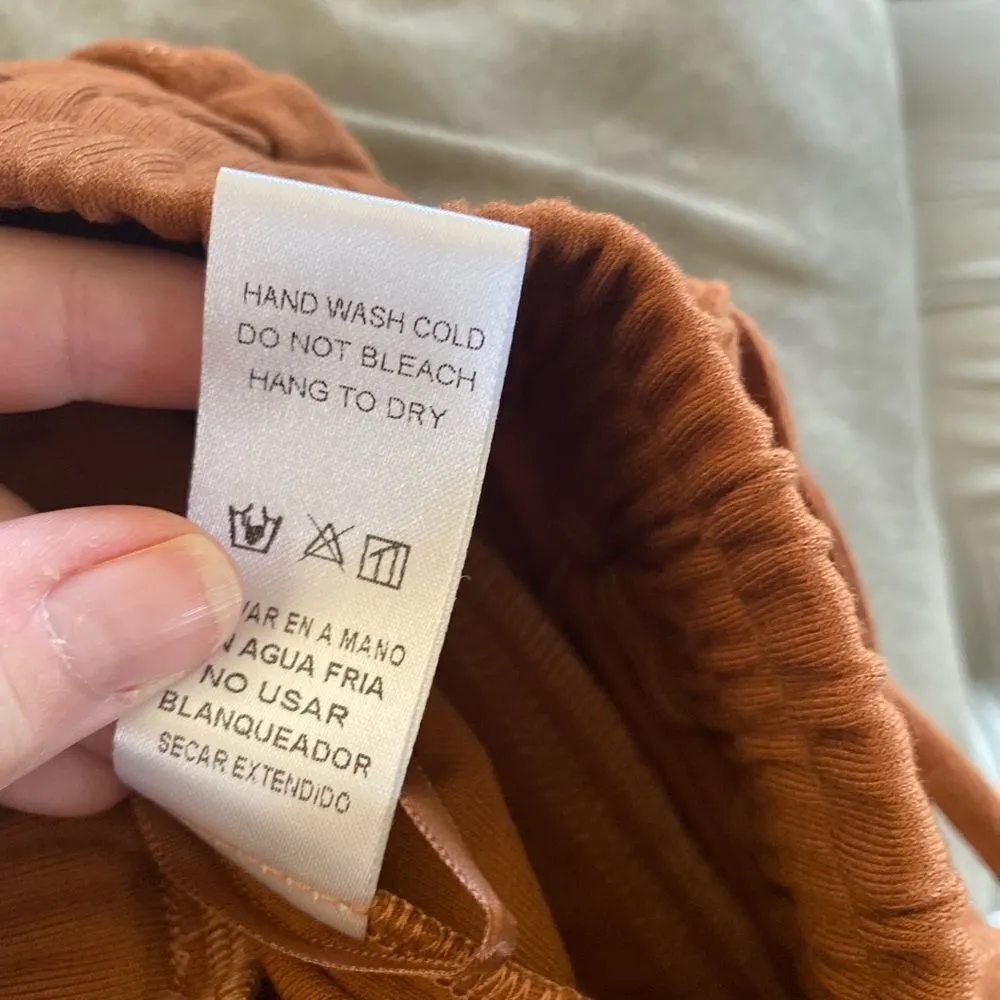 HAND WASH COLD
DO NOT BLEACH
HANG TO DRY
EN A MANO
AGUA FRIA
NO USAR
BLANQUEADOR
SECAR EXTENDIDO